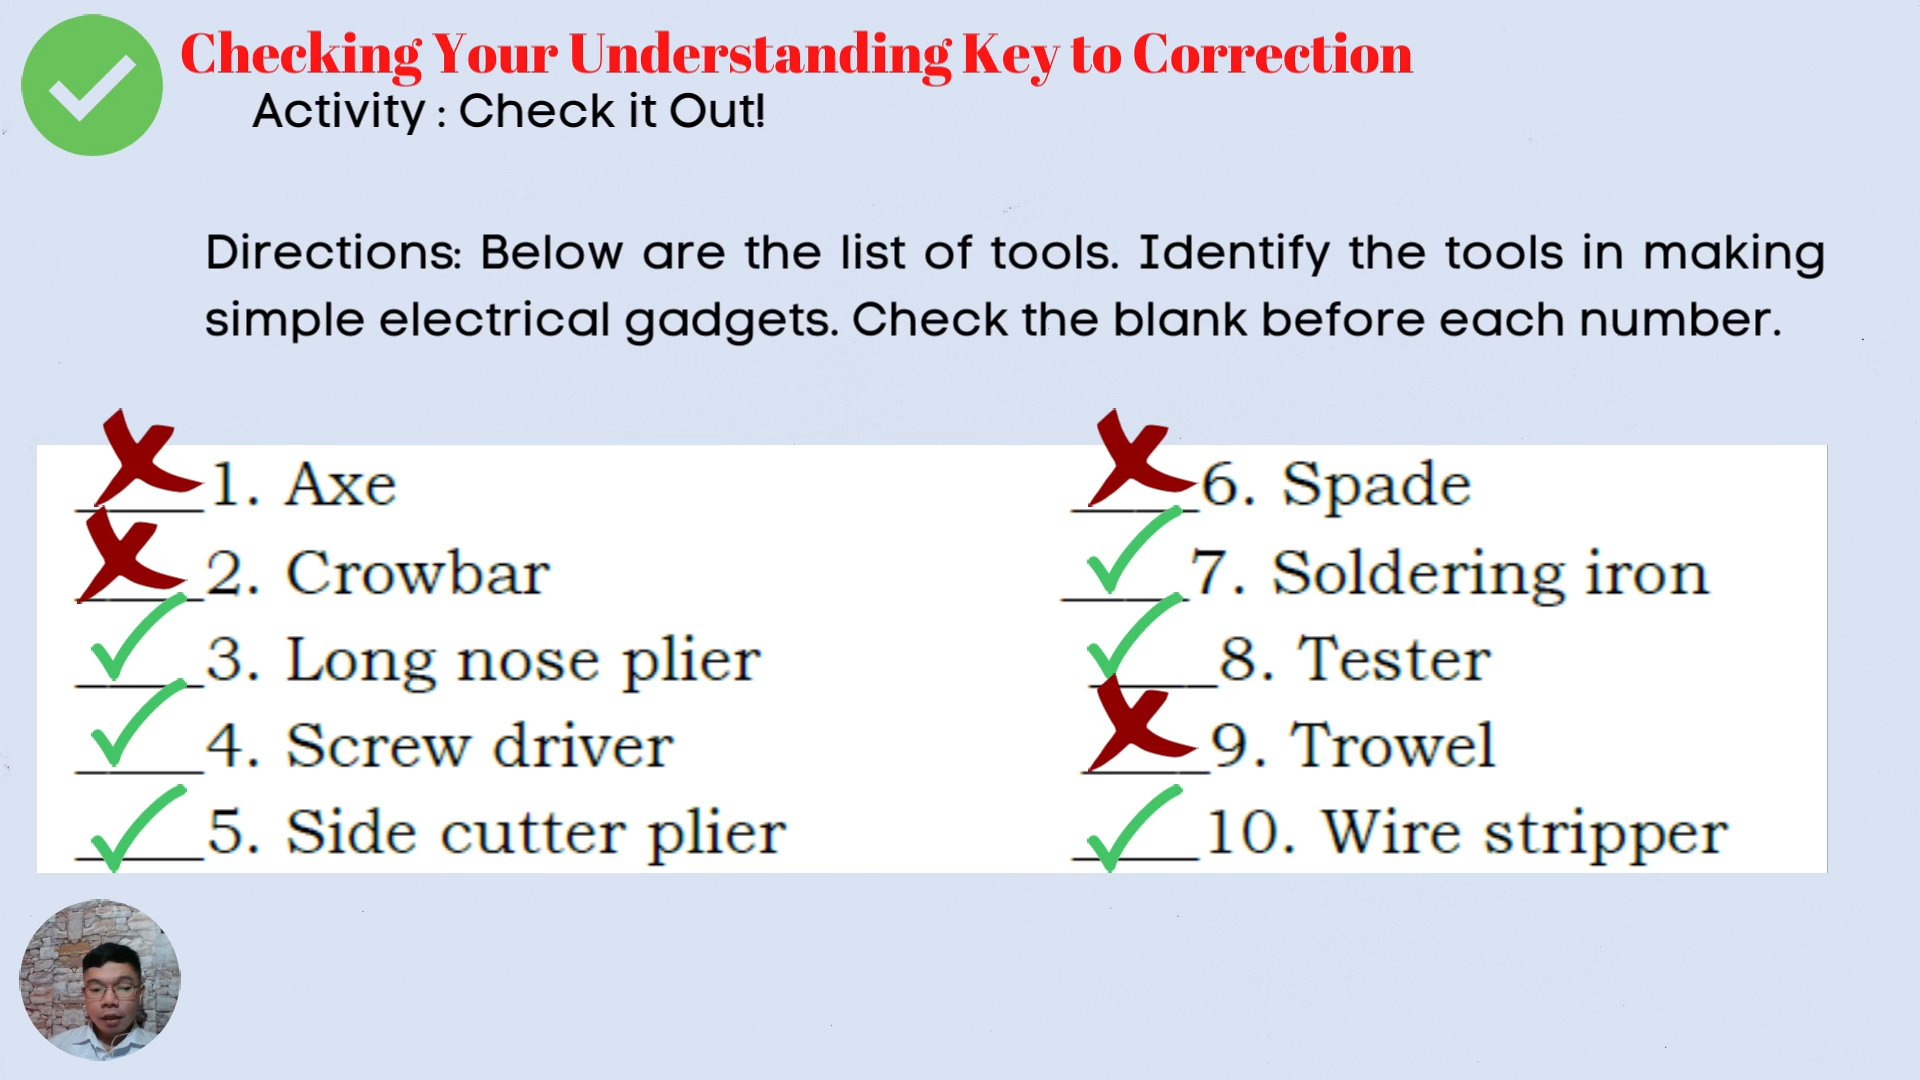 Checking Your Understanding Key to Correction
Activity : Check it Out!
Directions: Below are the list of tools. Identify the tools in making
simple electrical gadgets. Check the blank before each number.
____1. Axe
____2. Crowbar
____3. Long nose plier
____4. Screw driver
____5. Side cutter plier
____6. Spade
____7. Soldering iron
____8. Tester
____9. Trowel
____10. Wire stripper